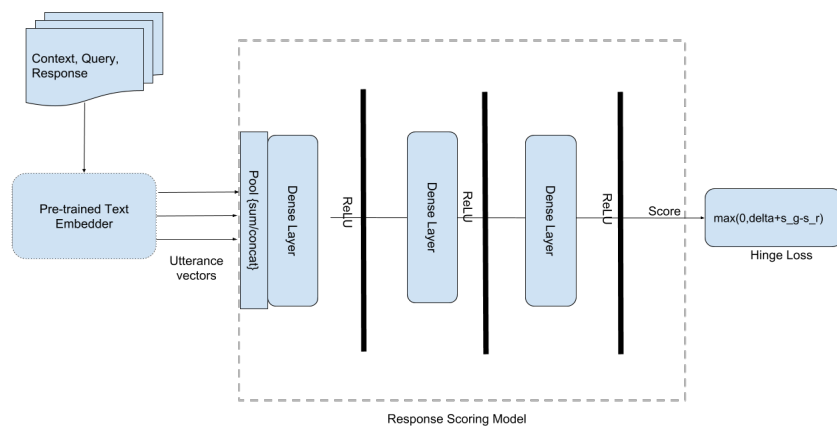 Context, Query,
Response
Pre-trained Text
Embedder
Utterance
vectors
Pool {sum/concat}
Dense Layer
ReLU
Dense Layer
ReLU
Dense Layer
ReLU
Score
max(0,delta+s_g-s_r)
Hinge Loss
Response Scoring Model